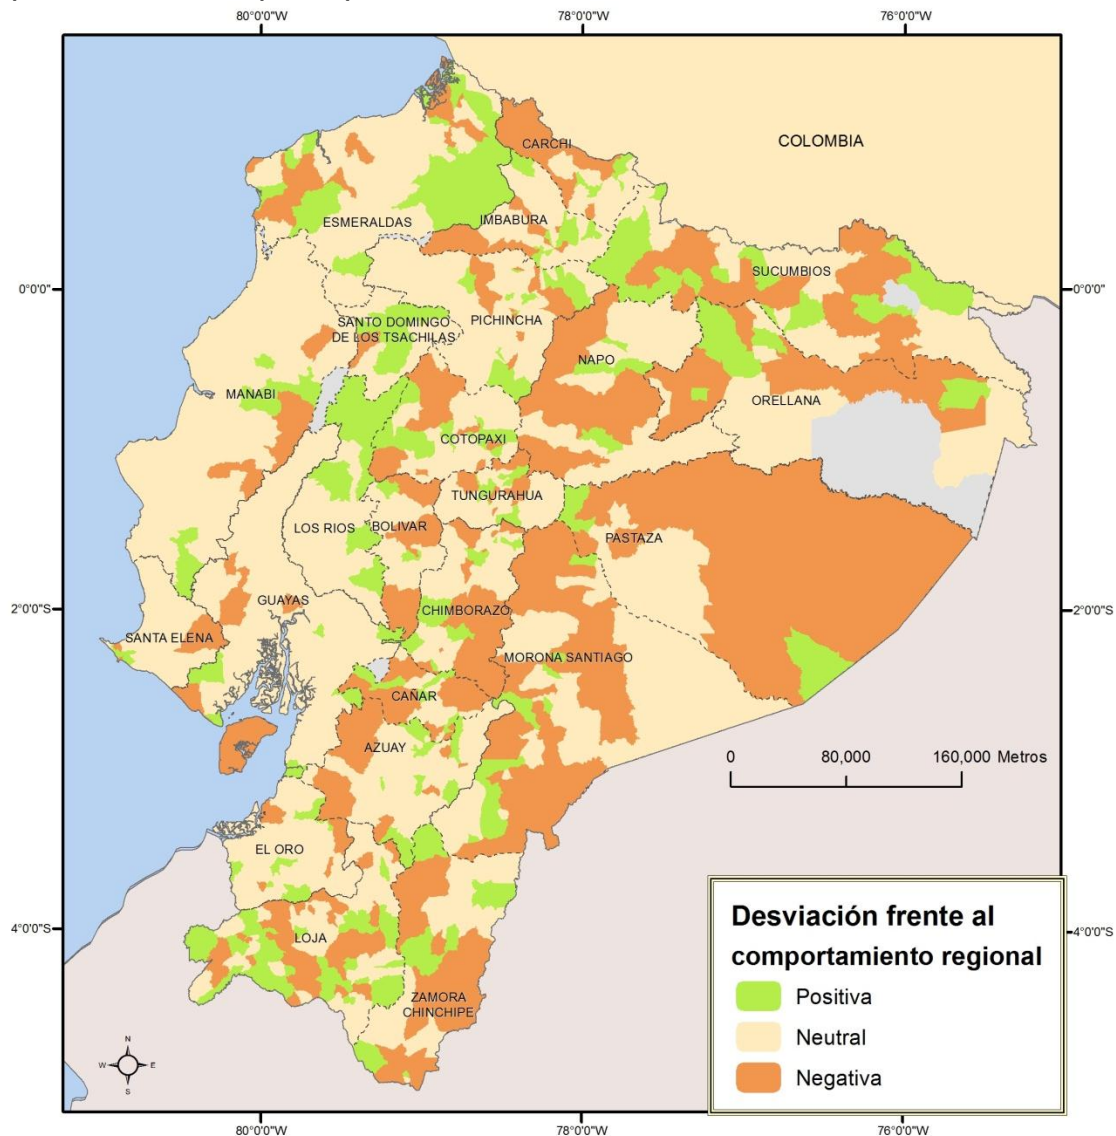 80°0'0"W
78°0'0"W
76°0'0"W
COLOMBIA
CARCHI
IMBABURA
ESMERALDAS
SUCUMBIOS
0°0'0"
0°0'0"
SANTO DOMINGO
DE LOS TSACHILAS
PICHINCHA
NAPO
MANABI
ORELLANA
COTOPAXI
TUNGURAHUA
LOS RIOS
BOLIVAR
PASTAZA
GUAYAS
CHIMBORAZO
2°0'0"S
2°0'0"S
SANTA ELENA
MORONA SANTIAGO
CAÑAR
AZUAY
0
80,000
160,000 Metros
EL ORO
Desviación frente al
comportamiento regional
Positiva
Neutral
Negativa
4°0'0"S
4°0'0"S
LOJA
ZAMORA
CHINCHIPE
N
W
E
S
80°0'0"W
78°0'0"W
76°0'0"W